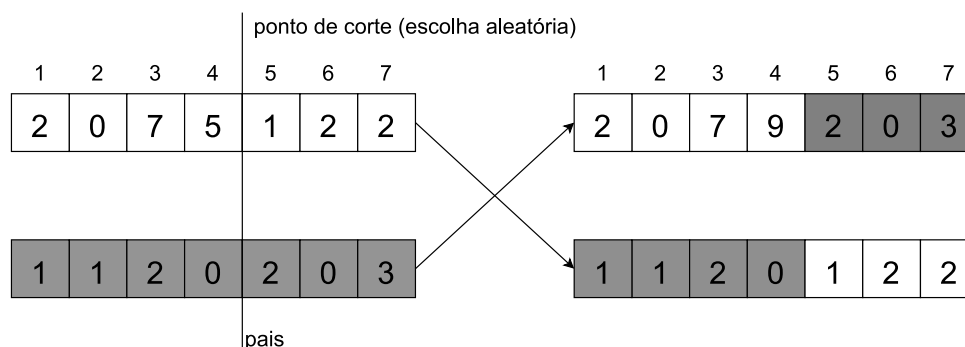 ponto de corte (escolha aleatória)
1 2 3 4 5 6 7
2 0 7 5 1 2 2
1 1 2 0 2 0 3
pais
1 2 3 4 5 6 7
2 0 7 9 2 0 3
1 1 2 0 1 2 2